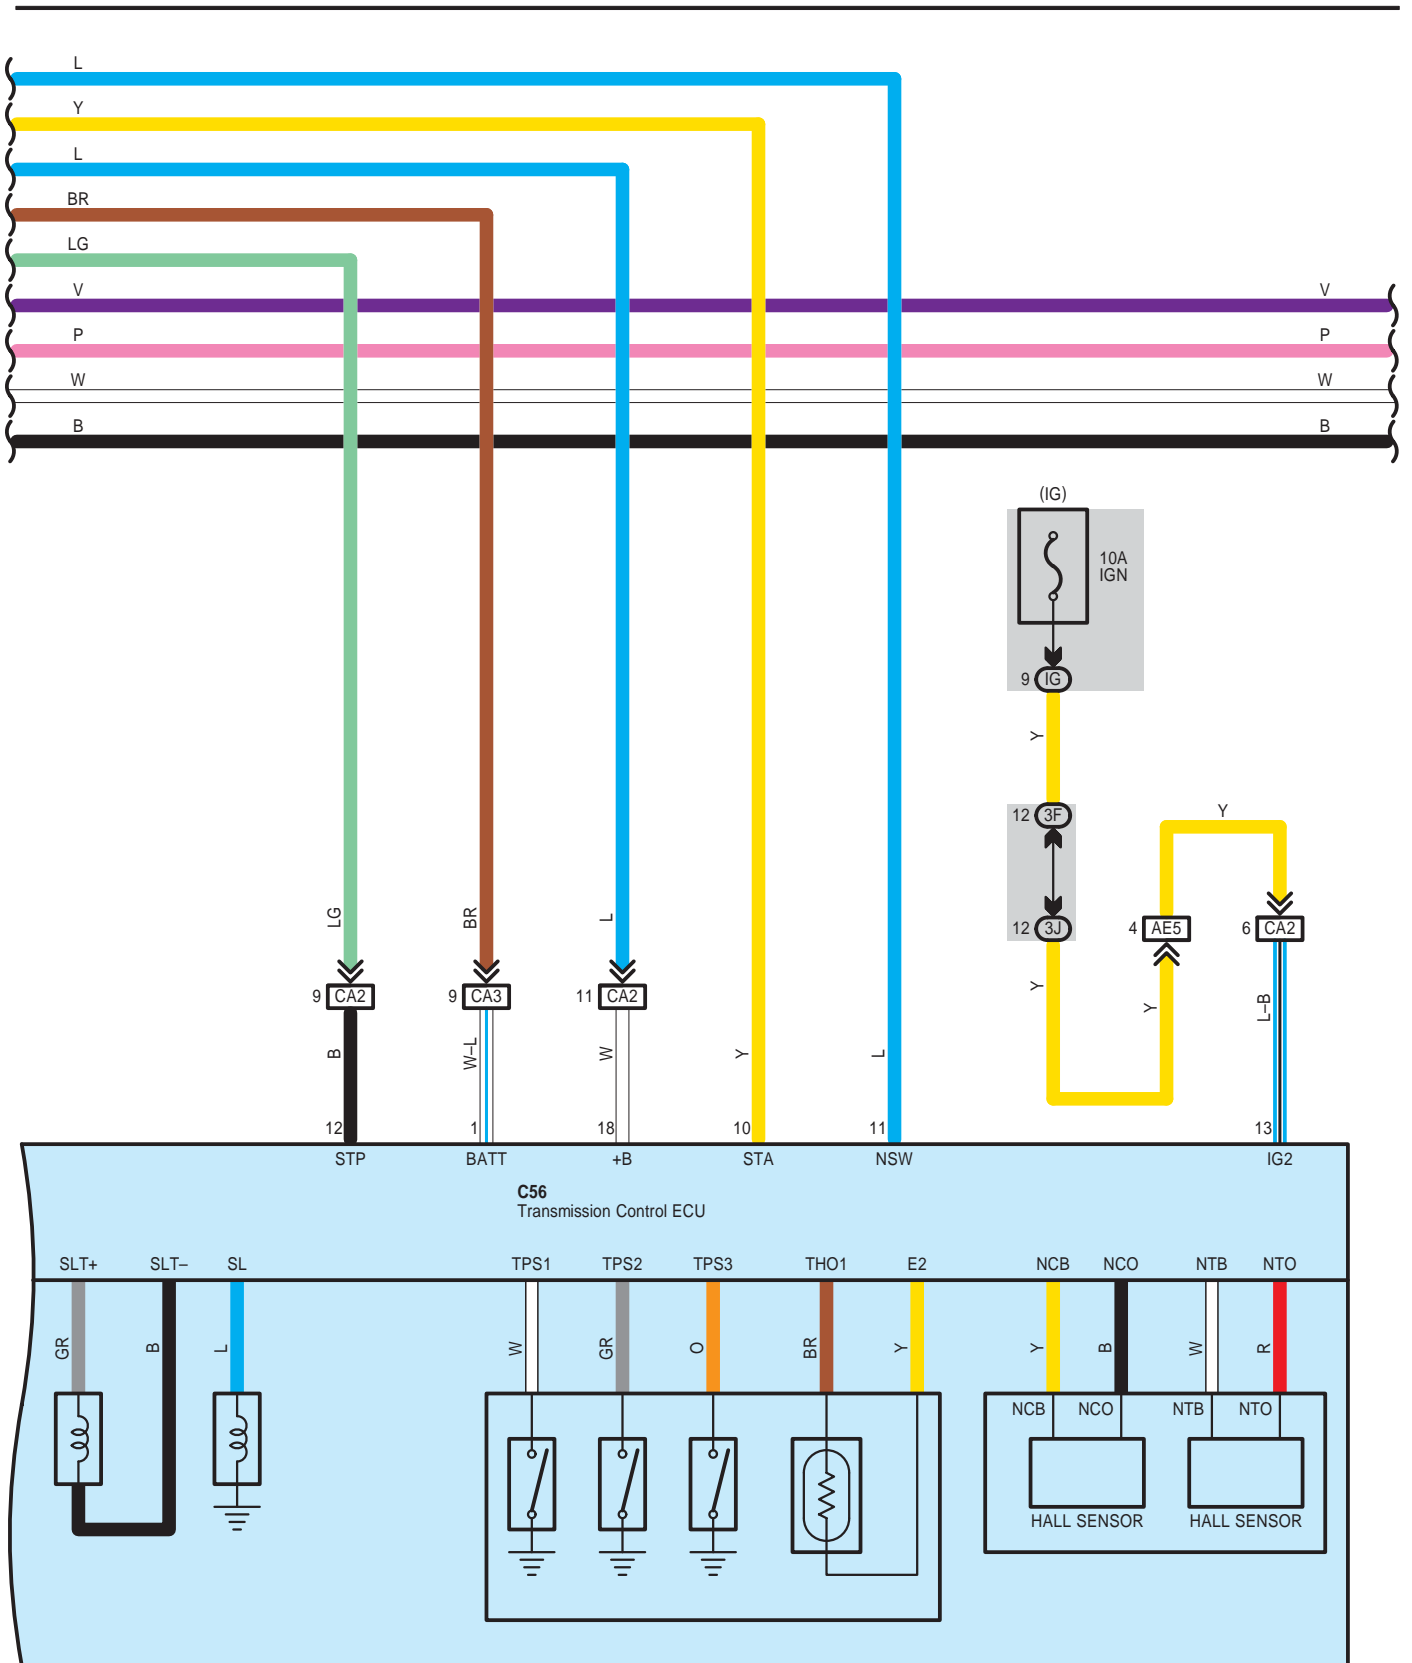 L
Y
L
BR
LG
V V
P P
W W
B B
(IG)
10A
IGN
9 IG
Y
12 3F
Y
LG BR L
12 3J 4 AE5 6 CA2
9 CA2 9 CA3 11 CA2
Y Y L–B
B W–L W Y L
12 1 18 10 11 13
STP BATT +B STA NSW IG2
C56
Transmission Control ECU
SLT+ SLT– SL TPS1 TPS2 TPS3 THO1 E2 NCB NCO NTB NTO
GR B L W GR O BR Y Y B W R
NCB NCO NTB NTO
HALL SENSOR HALL SENSOR